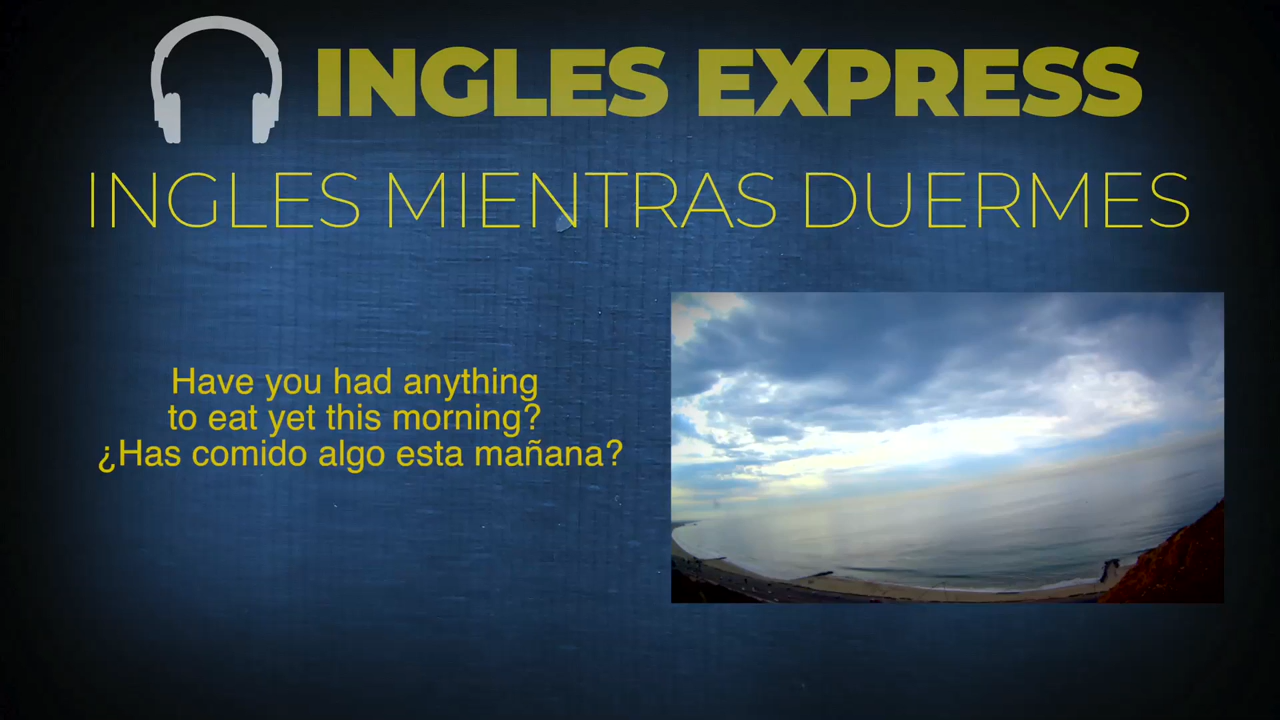 INGLES EXPRESS
INGLES MIENTRAS DUERMES
Have you had anything
to eat yet this morning?
¿Has comido algo esta mañana?